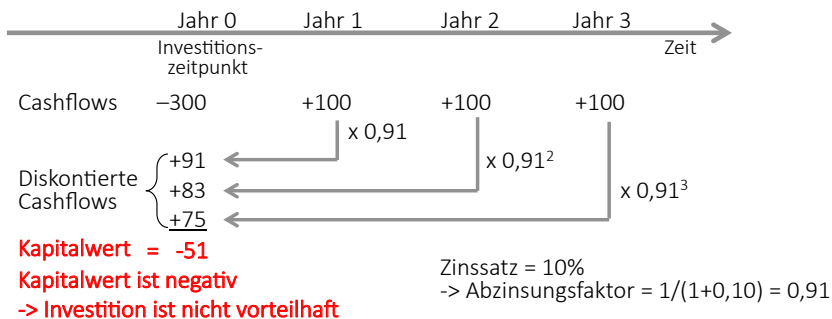 Jahr 0 Jahr 1 Jahr 2 Jahr 3
Investitions-
zeitpunkt
Zeit
Cashflows –300 +100 +100 +100
x 0,91
x 0,91²
x 0,91³
Diskontierte
Cashflows
+91
+83
+75
Kapitalwert = -51
Kapitalwert ist negativ
-> Investition ist nicht vorteilhaft
Zinssatz = 10%
-> Abzinsungsfaktor = 1/(1+0,10) = 0,91